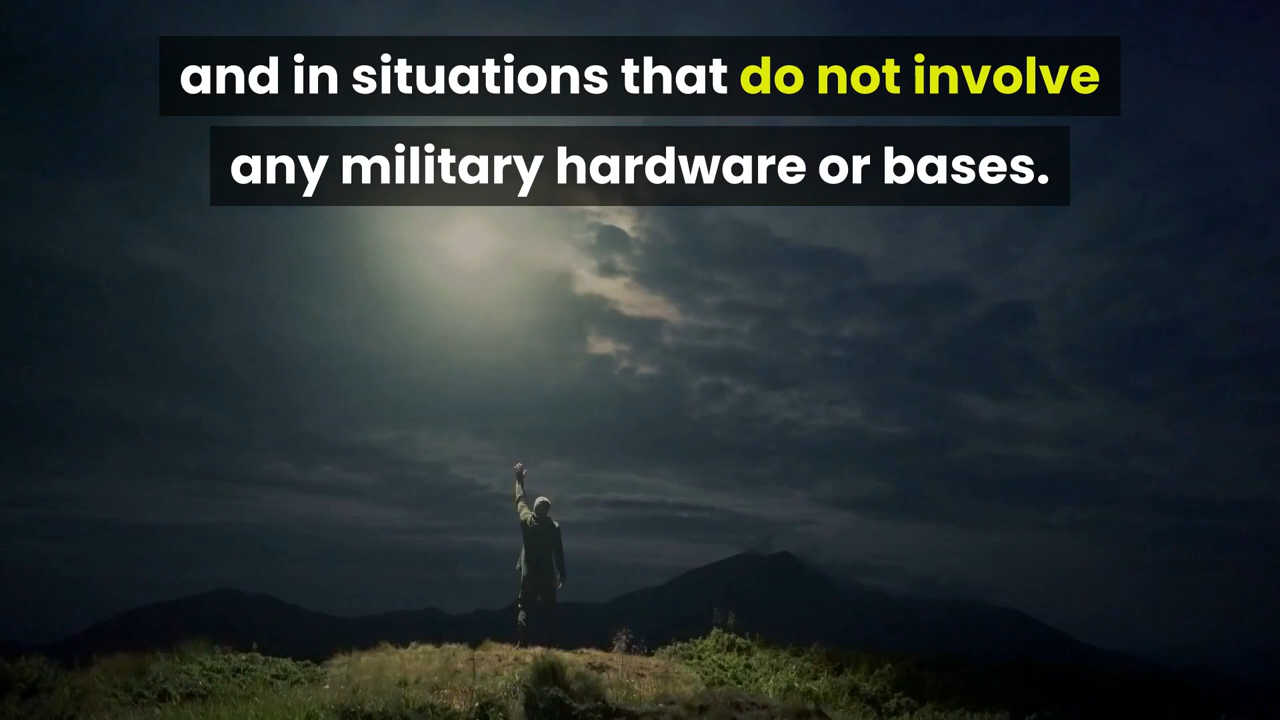 and in situations that do not involve
any military hardware or bases.